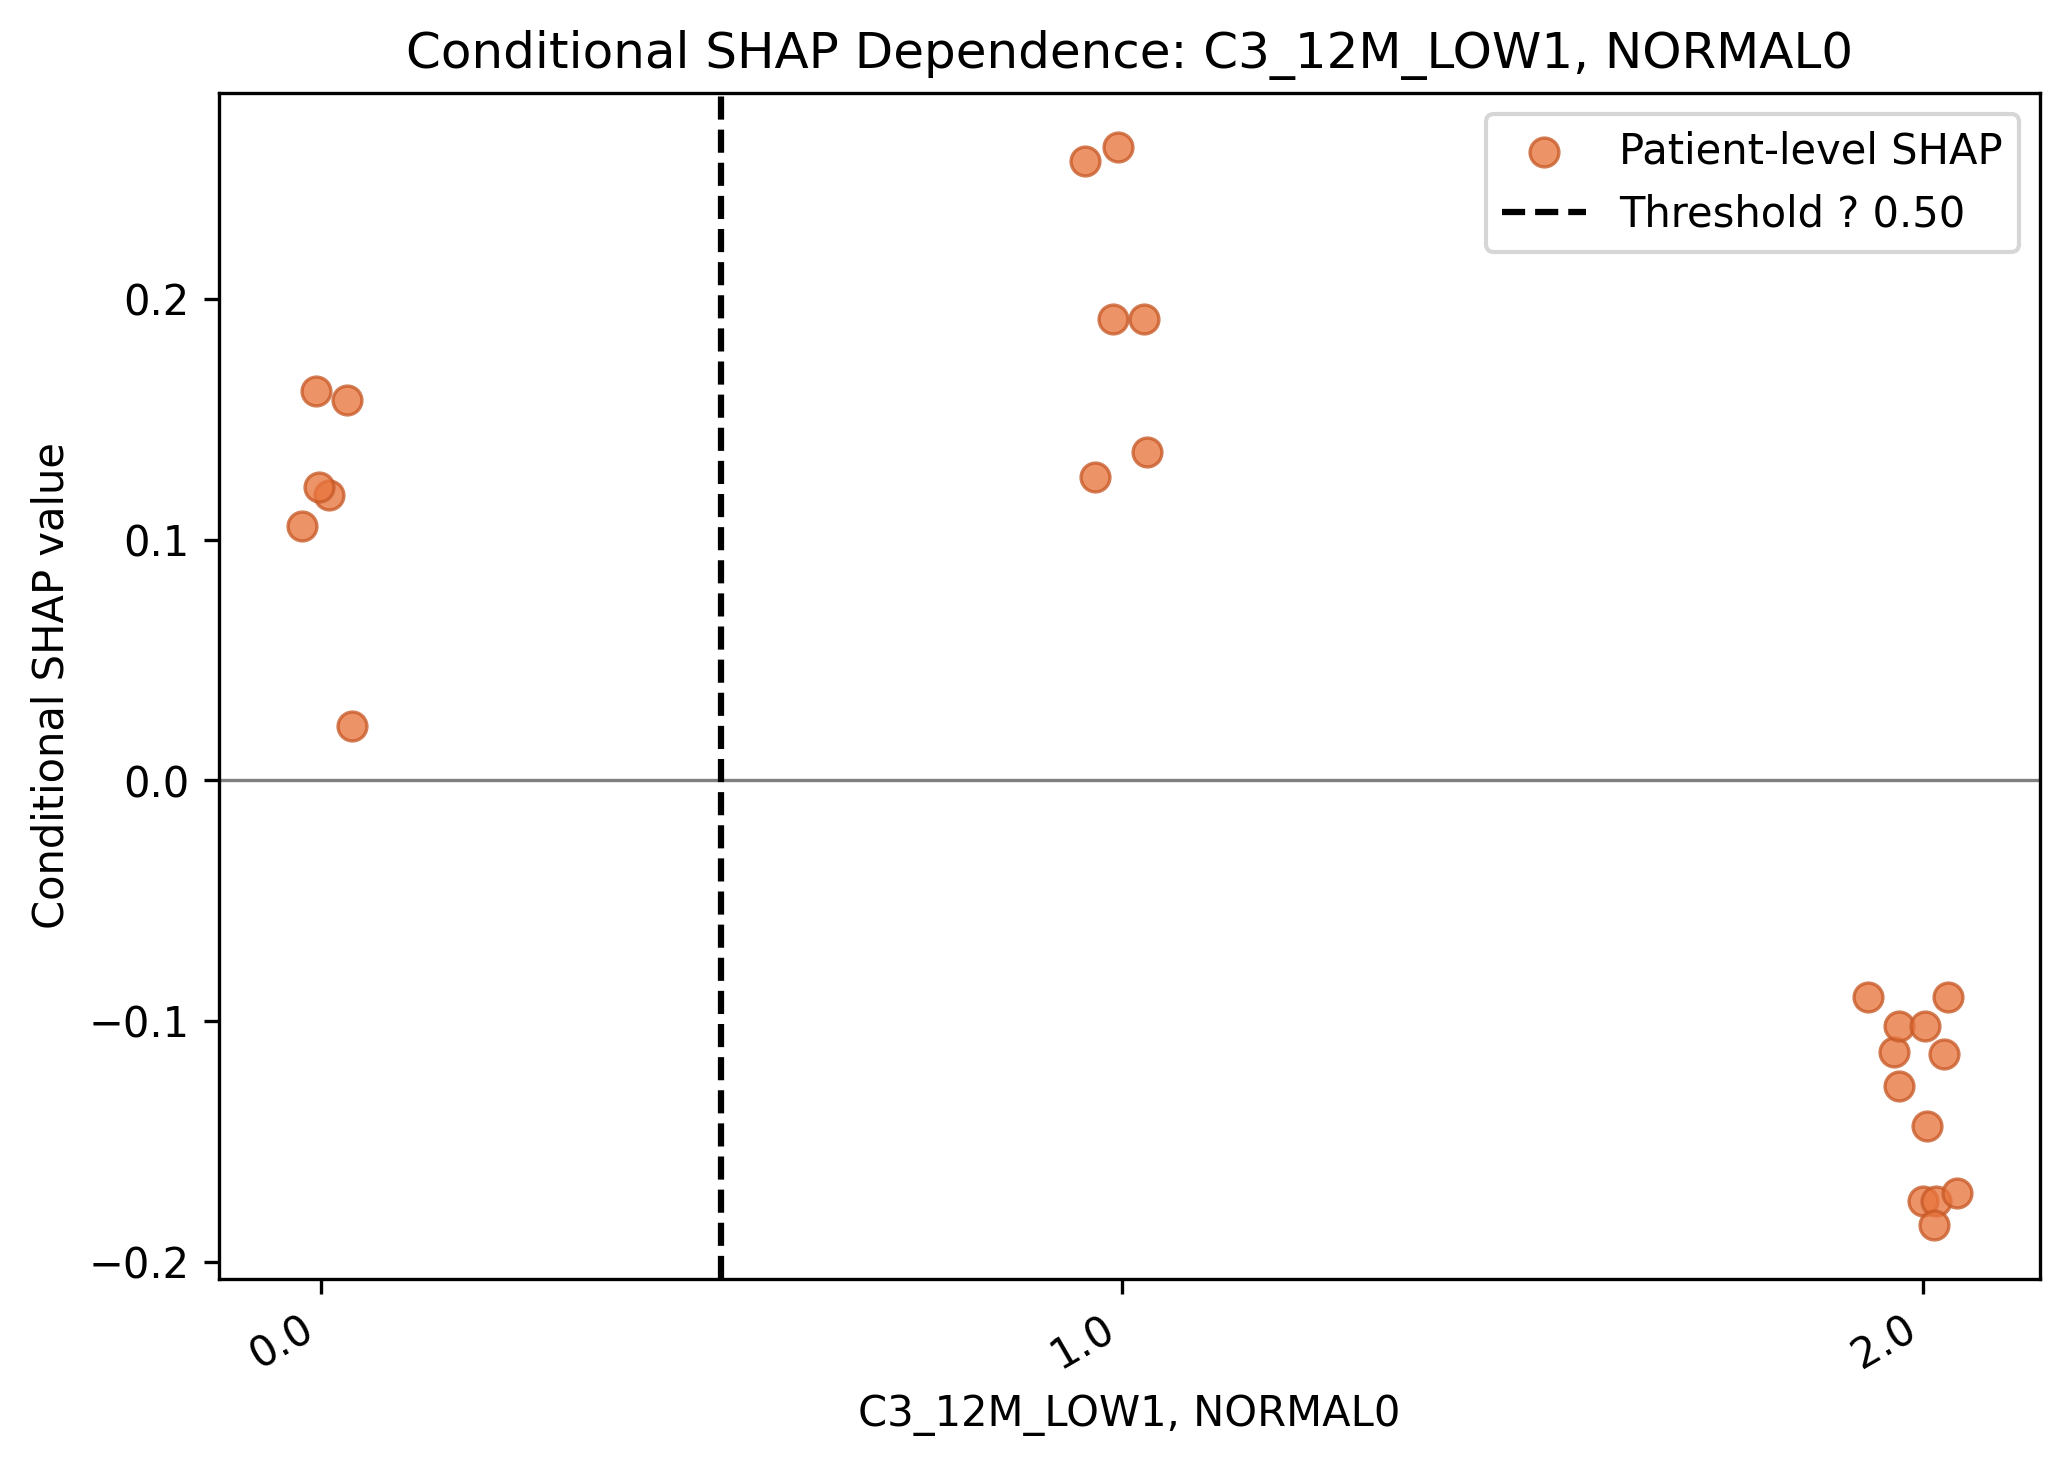 Conditional SHAP Dependence: C3_12M_LOW1, NORMAL0
Patient-level SHAP
Threshold ? 0.50
Conditional SHAP value
0.2
0.1
0.0
−0.1
−0.2
0.0
1.0
2.0
C3_12M_LOW1, NORMAL0